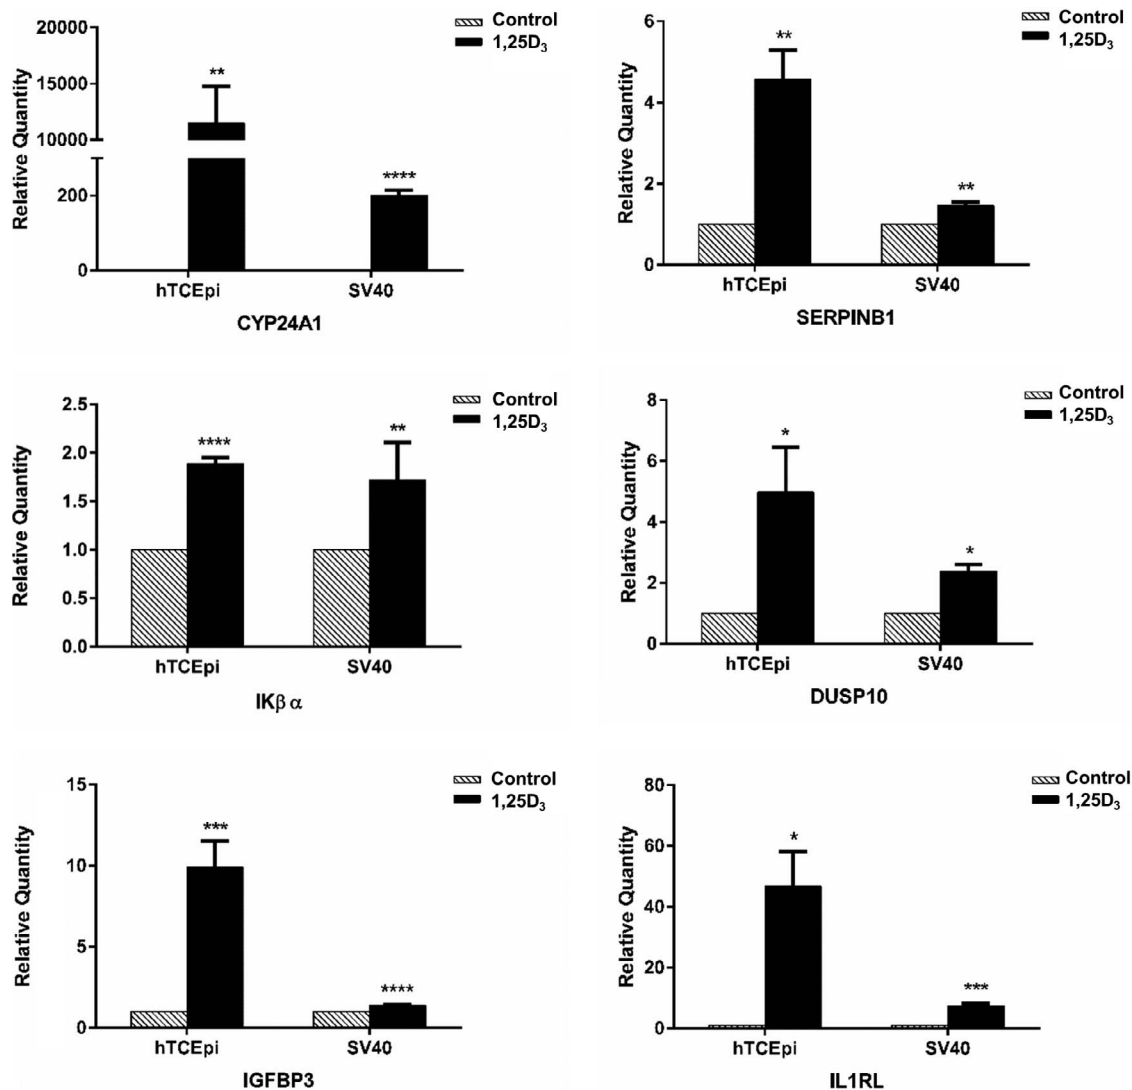 Control
1,25D₃
20000
15000
10000
200
0
Relative Quantity
**
****
hTCEpi
SV40
CYP24A1
Control
1,25D₃
6
4
2
0
Relative Quantity
**
**
hTCEpi
SV40
SERPINB1
Control
1,25D₃
2.5
2.0
1.5
1.0
0.5
0.0
Relative Quantity
****
**
hTCEpi
SV40
IKβ α
Control
1,25D₃
8
6
4
2
0
Relative Quantity
*
*
hTCEpi
SV40
DUSP10
Control
1,25D₃
15
10
5
0
Relative Quantity
***
****
hTCEpi
SV40
IGFBP3
Control
1,25D₃
80
60
40
20
0
Relative Quantity
*
***
hTCEpi
SV40
IL1RL